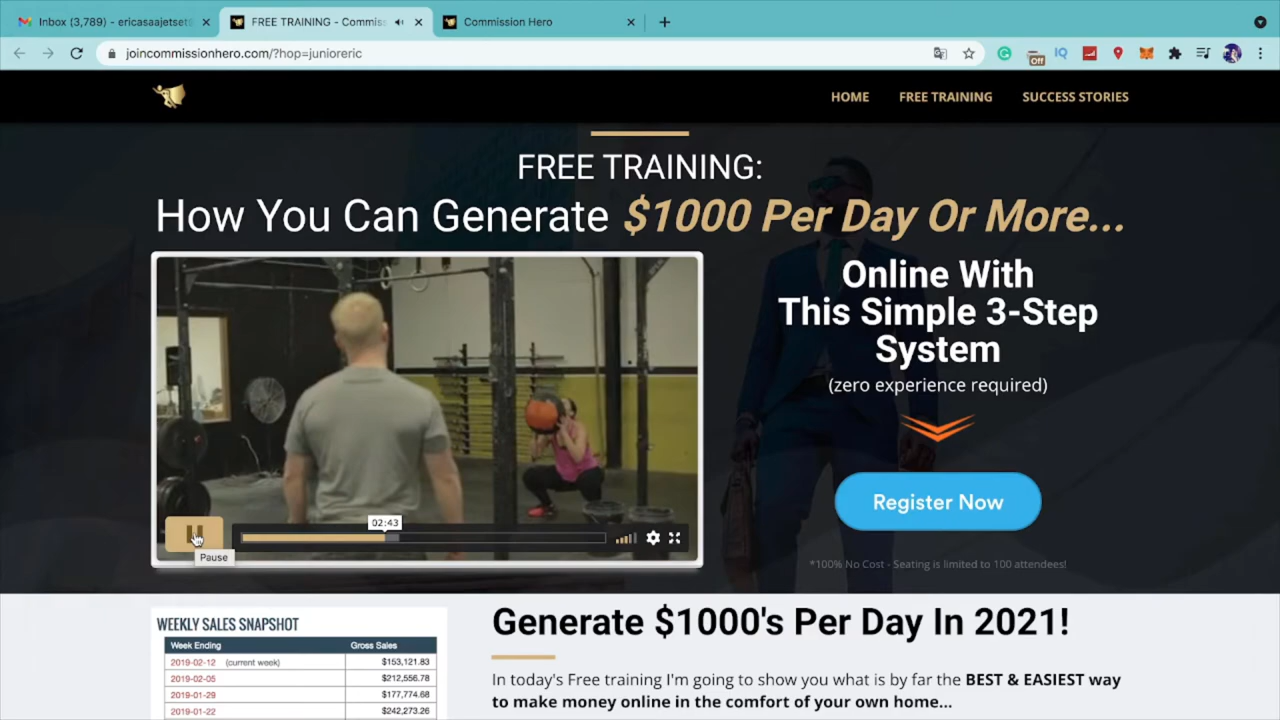 Inbox (3,789) - ericasaajetset
FREE TRAINING - Commiss
Commission Hero
joincommissionhero.com/?hop=junioreric
Off
IQ
HOME
FREE TRAINING
SUCCESS STORIES
FREE TRAINING:
How You Can Generate $1000 Per Day Or More...
Online With
This Simple 3-Step
System
(zero experience required)
Register Now
*100% No Cost - Seating is limited to 100 attendees!
02:43
Pause
WEEKLY SALES SNAPSHOT
Week Ending Gross Sales
2019-02-12 (current week) $153,121.83
2019-02-05 $212,556.78
2019-01-29 $177,774.68
2019-01-22 $242,273.26
Generate $1000's Per Day In 2021!
In today's Free training I'm going to show you what is by far the BEST & EASIEST way
to make money online in the comfort of your own home...